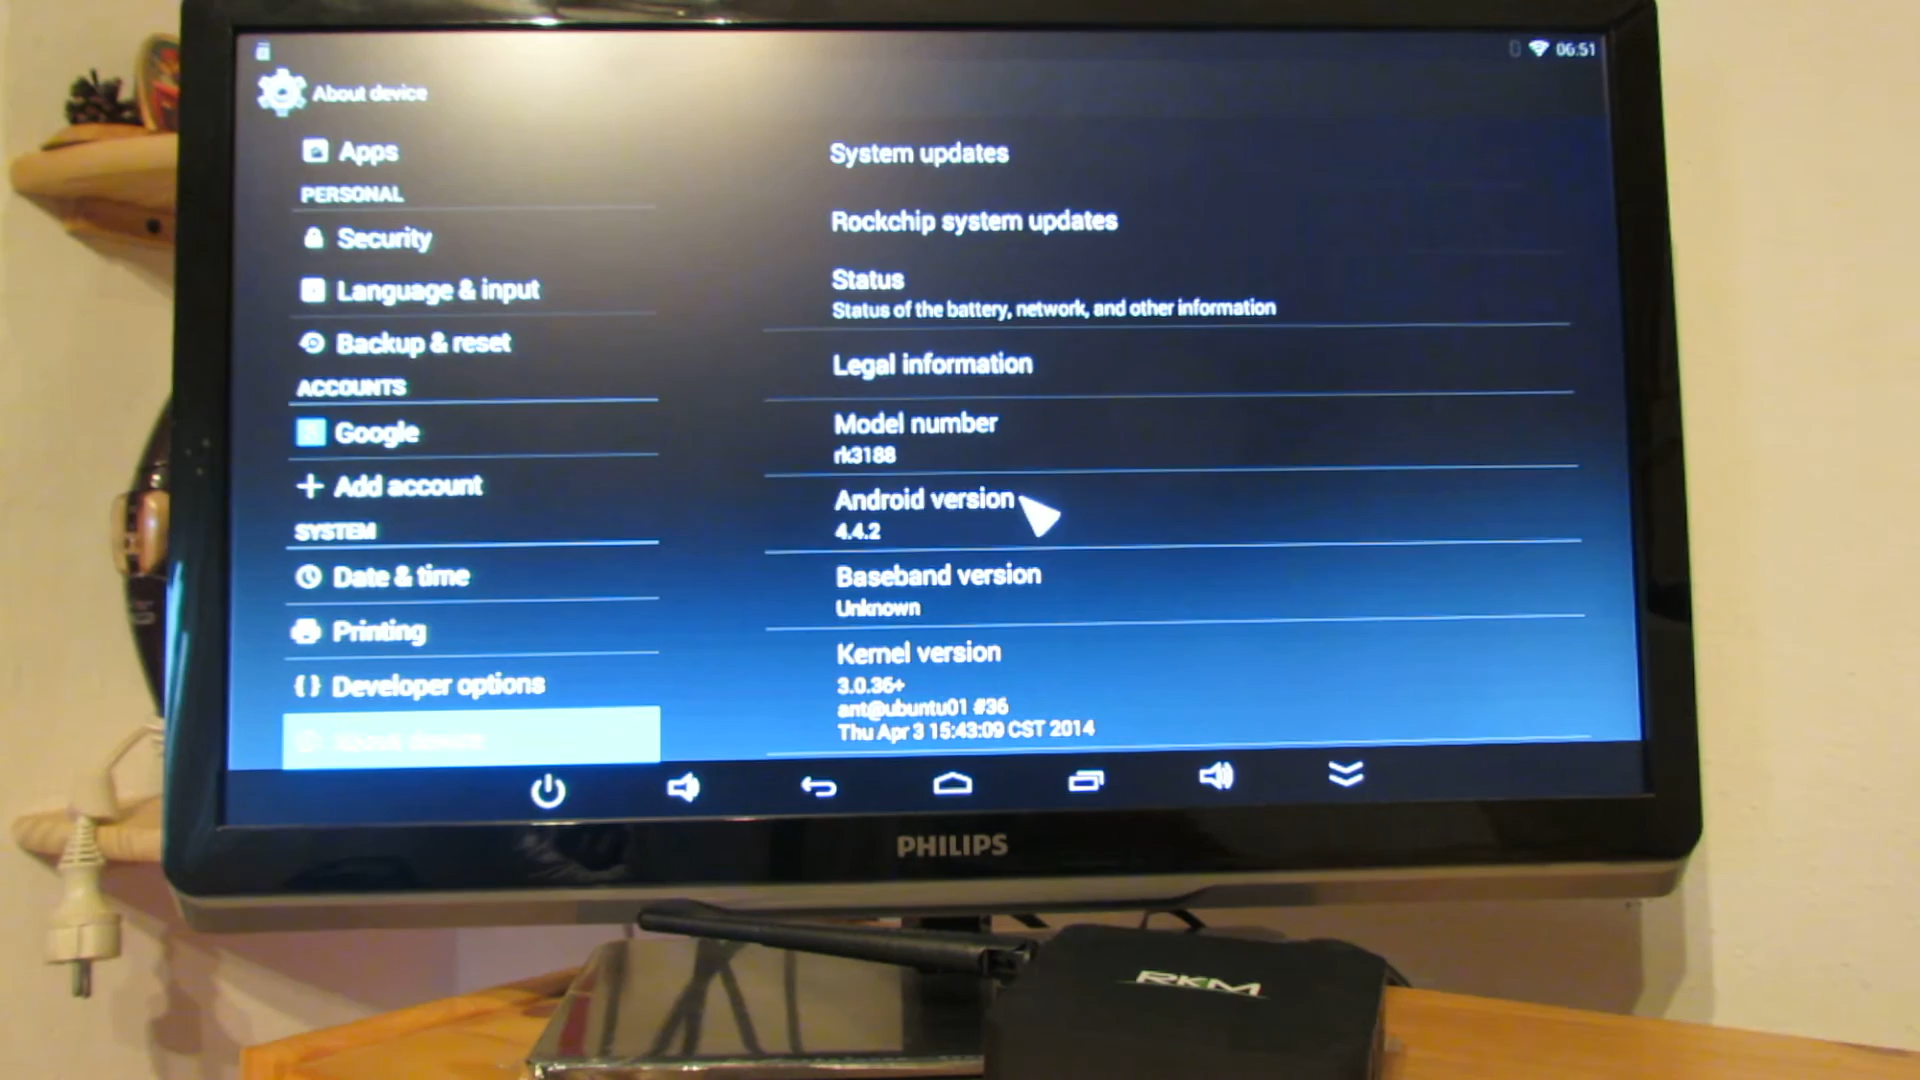 06:51
About device
Apps
PERSONAL
Security
Language & input
Backup & reset
ACCOUNTS
Google
Add account
SYSTEM
Date & time
Printing
{ } Developer options
About device
System updates
Rockchip system updates
Status
Status of the battery, network, and other information
Legal information
Model number
rk3188
Android version
4.4.2
Baseband version
Unknown
Kernel version
3.0.36+
ant@ubuntu01 #36
Thu Apr 3 15:43:09 CST 2014
PHILIPS
RKM